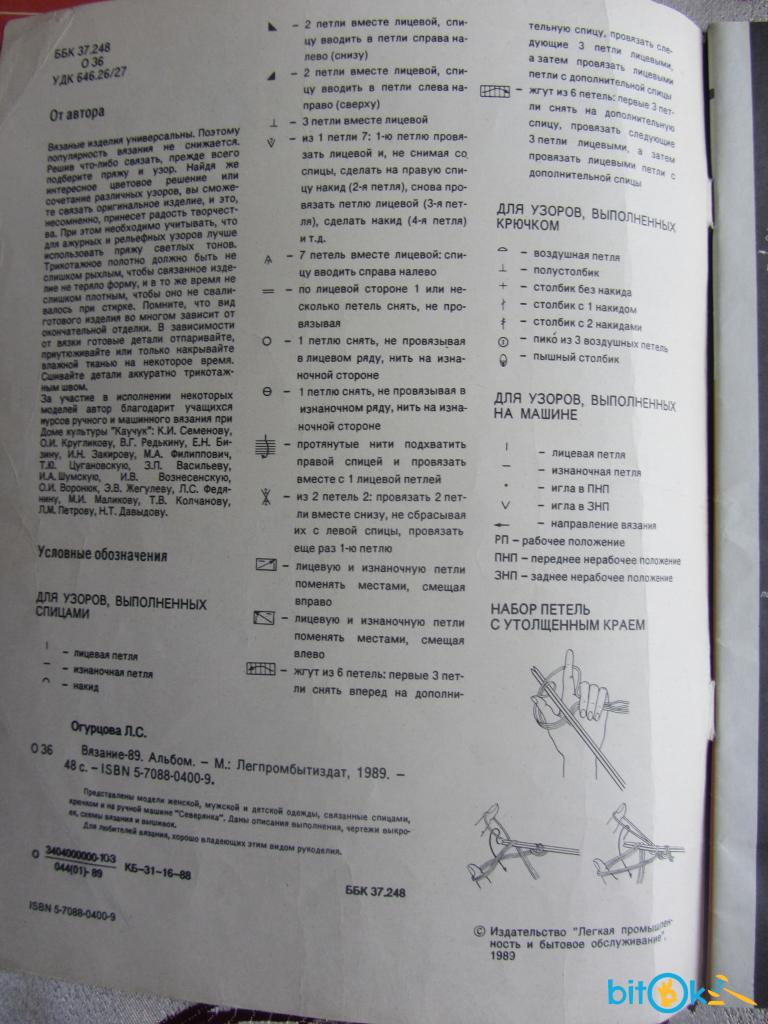 ББК 37.248
О 36
УДК 646.26/27
От автора
Вязаные изделия универсальны. Поэтому
популярность вязания не снижается.
Решив что-либо связать, прежде всего
подберите пряжу и узор. Найдя же
интересное цветовое решение или
сочетание различных узоров, вы сможе-
те связать оригинальное изделие, и это,
несомненно, принесет радость творчест-
ва. При этом необходимо учитывать, что
для ажурных и рельефных узоров лучше
использовать пряжу светлых тонов.
Трикотажное полотно должно быть не
слишком рыхлым, чтобы связанное изде-
лие не теряло форму, и в то же время не
слишком плотным, чтобы оно не свали-
валось при стирке. Помните, что вид
готового изделия во многом зависит от
окончательной отделки. В зависимости
от вязки готовые детали отпаривайте,
приутюживайте или только накрывайте
влажной тканью на некоторое время.
Сшивайте детали аккуратно трикотаж-
ным швом.
За участие в исполнении некоторых
моделей автор благодарит учащихся
курсов ручного и машинного вязания при
Доме культуры "Каучук": К.И. Семенову,
О.И. Кругликову, В.Г. Редькину, Е.Н. Би-
зину, И.Н. Закирову, М.А. Филиппович,
Т.Ю. Цугановскую, З.П. Васильеву,
И.А. Шумскую, И.В. Вознесенскую,
О.И. Воронюк, Э.В. Жегулеву, Л.С. Федя-
нину, М.И. Маликову, Т.В. Колчанову,
Л.М. Петрову, Н.Т. Давыдову.
Условные обозначения
ДЛЯ УЗОРОВ, ВЫПОЛНЕННЫХ
СПИЦАМИ
– лицевая петля
– изнаночная петля
– накид
– 2 петли вместе лицевой, спи-
цу вводить в петли справа на-
лево (снизу)
– 2 петли вместе лицевой, спи-
цу вводить в петли слева на-
право (сверху)
– 3 петли вместе лицевой
– из 1 петли 7: 1-ю петлю провя-
зать лицевой и, не снимая со
спицы, сделать на правую спи-
цу накид (2-я петля), снова про-
вязать петлю лицевой (3-я пет-
ля), сделать накид (4-я петля)
и т.д.
– 7 петель вместе лицевой: спи-
цу вводить справа налево
– по лицевой стороне 1 или не-
сколько петель снять, не про-
вязывая
– 1 петлю снять, не провязывая
в лицевом ряду, нить на изна-
ночной стороне
– 1 петлю снять, не провязывая в
изнаночном ряду, нить на изна-
ночной стороне
– протянутые нити подхватить
правой спицей и провязать
вместе с 1 лицевой петлей
– из 2 петель 2: провязать 2 пет-
ли вместе снизу, не сбрасывая
их с левой спицы, провязать
еще раз 1-ю петлю
– лицевую и изнаночную петли
поменять местами, смещая
вправо
– лицевую и изнаночную петли
поменять местами, смещая
влево
– жгут из 6 петель: первые 3 пет-
ли снять вперед на дополни-
тельную спицу, провязать сле-
дующие 3 петли лицевыми,
а затем провязать лицевыми
петли с дополнительной спицы
– жгут из 6 петель: первые 3 пет-
ли снять на дополнительную
спицу, провязать следующие
3 петли лицевыми, а затем
провязать лицевыми петли с
дополнительной спицы
ДЛЯ УЗОРОВ, ВЫПОЛНЕННЫХ
КРЮЧКОМ
– воздушная петля
– полустолбик
– столбик без накида
– столбик с 1 накидом
– столбик с 2 накидами
– пико́ из 3 воздушных петель
– пышный столбик
ДЛЯ УЗОРОВ, ВЫПОЛНЕННЫХ
НА МАШИНЕ
– лицевая петля
– изнаночная петля
– игла в ПНП
– игла в ЗНП
– направление вязания
РП – рабочее положение
ПНП – переднее нерабочее положение
ЗНП – заднее нерабочее положение
НАБОР ПЕТЕЛЬ
С УТОЛЩЕННЫМ КРАЕМ
Огурцова Л.С.
О 36 Вязание-89. Альбом. – М.: Легпромбытиздат, 1989. –
48 с. – ISBN 5-7088-0400-9.
Представлены модели женской, мужской и детской одежды, связанные спицами,
крючком и на ручной машине "Северянка". Даны описания выполнения, чертежи выкро-
ек, схемы вязания и вышивок.
Для любителей вязания, хорошо владеющих этим видом рукоделия.
О 3404000000-103
044(01)-89 КБ–31–16–88
ББК 37.248
ISBN 5-7088-0400-9
© Издательство "Легкая промышлен-
ность и бытовое обслуживание".
1989
bitOk